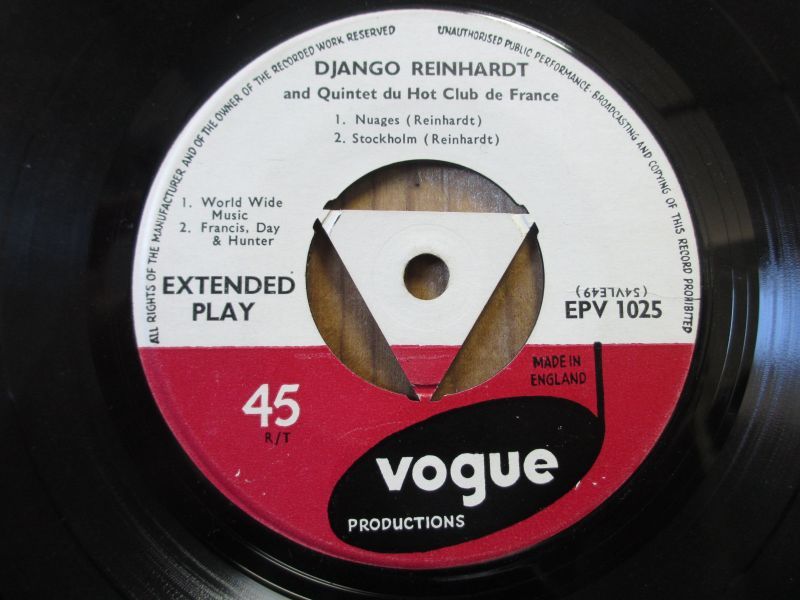 ALL RIGHTS OF THE MANUFACTURER AND OF THE OWNER OF THE RECORDED WORK RESERVED
UNAUTHORISED PUBLIC PERFORMANCE, BROADCASTING AND COPYING OF THIS RECORD PROHIBITED
DJANGO REINHARDT
and Quintet du Hot Club de France
1. Nuages (Reinhardt)
2. Stockholm (Reinhardt)
1. World Wide
Music
2. Francis, Day
& Hunter
EXTENDED
PLAY
(S4VLE49)
EPV 1025
45
R/T
MADE IN
ENGLAND
vogue
PRODUCTIONS